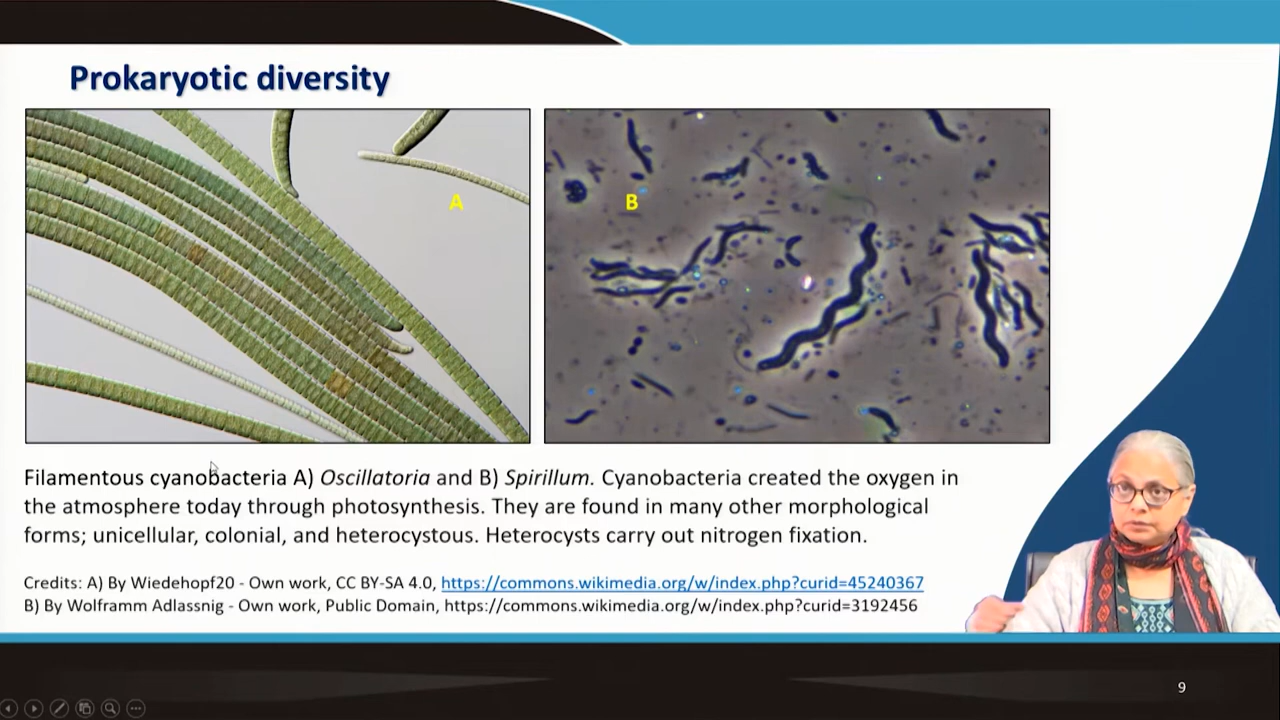 Prokaryotic diversity
A
B
Filamentous cyanobacteria A) Oscillatoria and B) Spirillum. Cyanobacteria created the oxygen in
the atmosphere today through photosynthesis. They are found in many other morphological
forms; unicellular, colonial, and heterocystous. Heterocysts carry out nitrogen fixation.
Credits: A) By Wiedehopf20 - Own work, CC BY-SA 4.0, https://commons.wikimedia.org/w/index.php?curid=45240367
B) By Wolframm Adlassnig - Own work, Public Domain, https://commons.wikimedia.org/w/index.php?curid=3192456
9